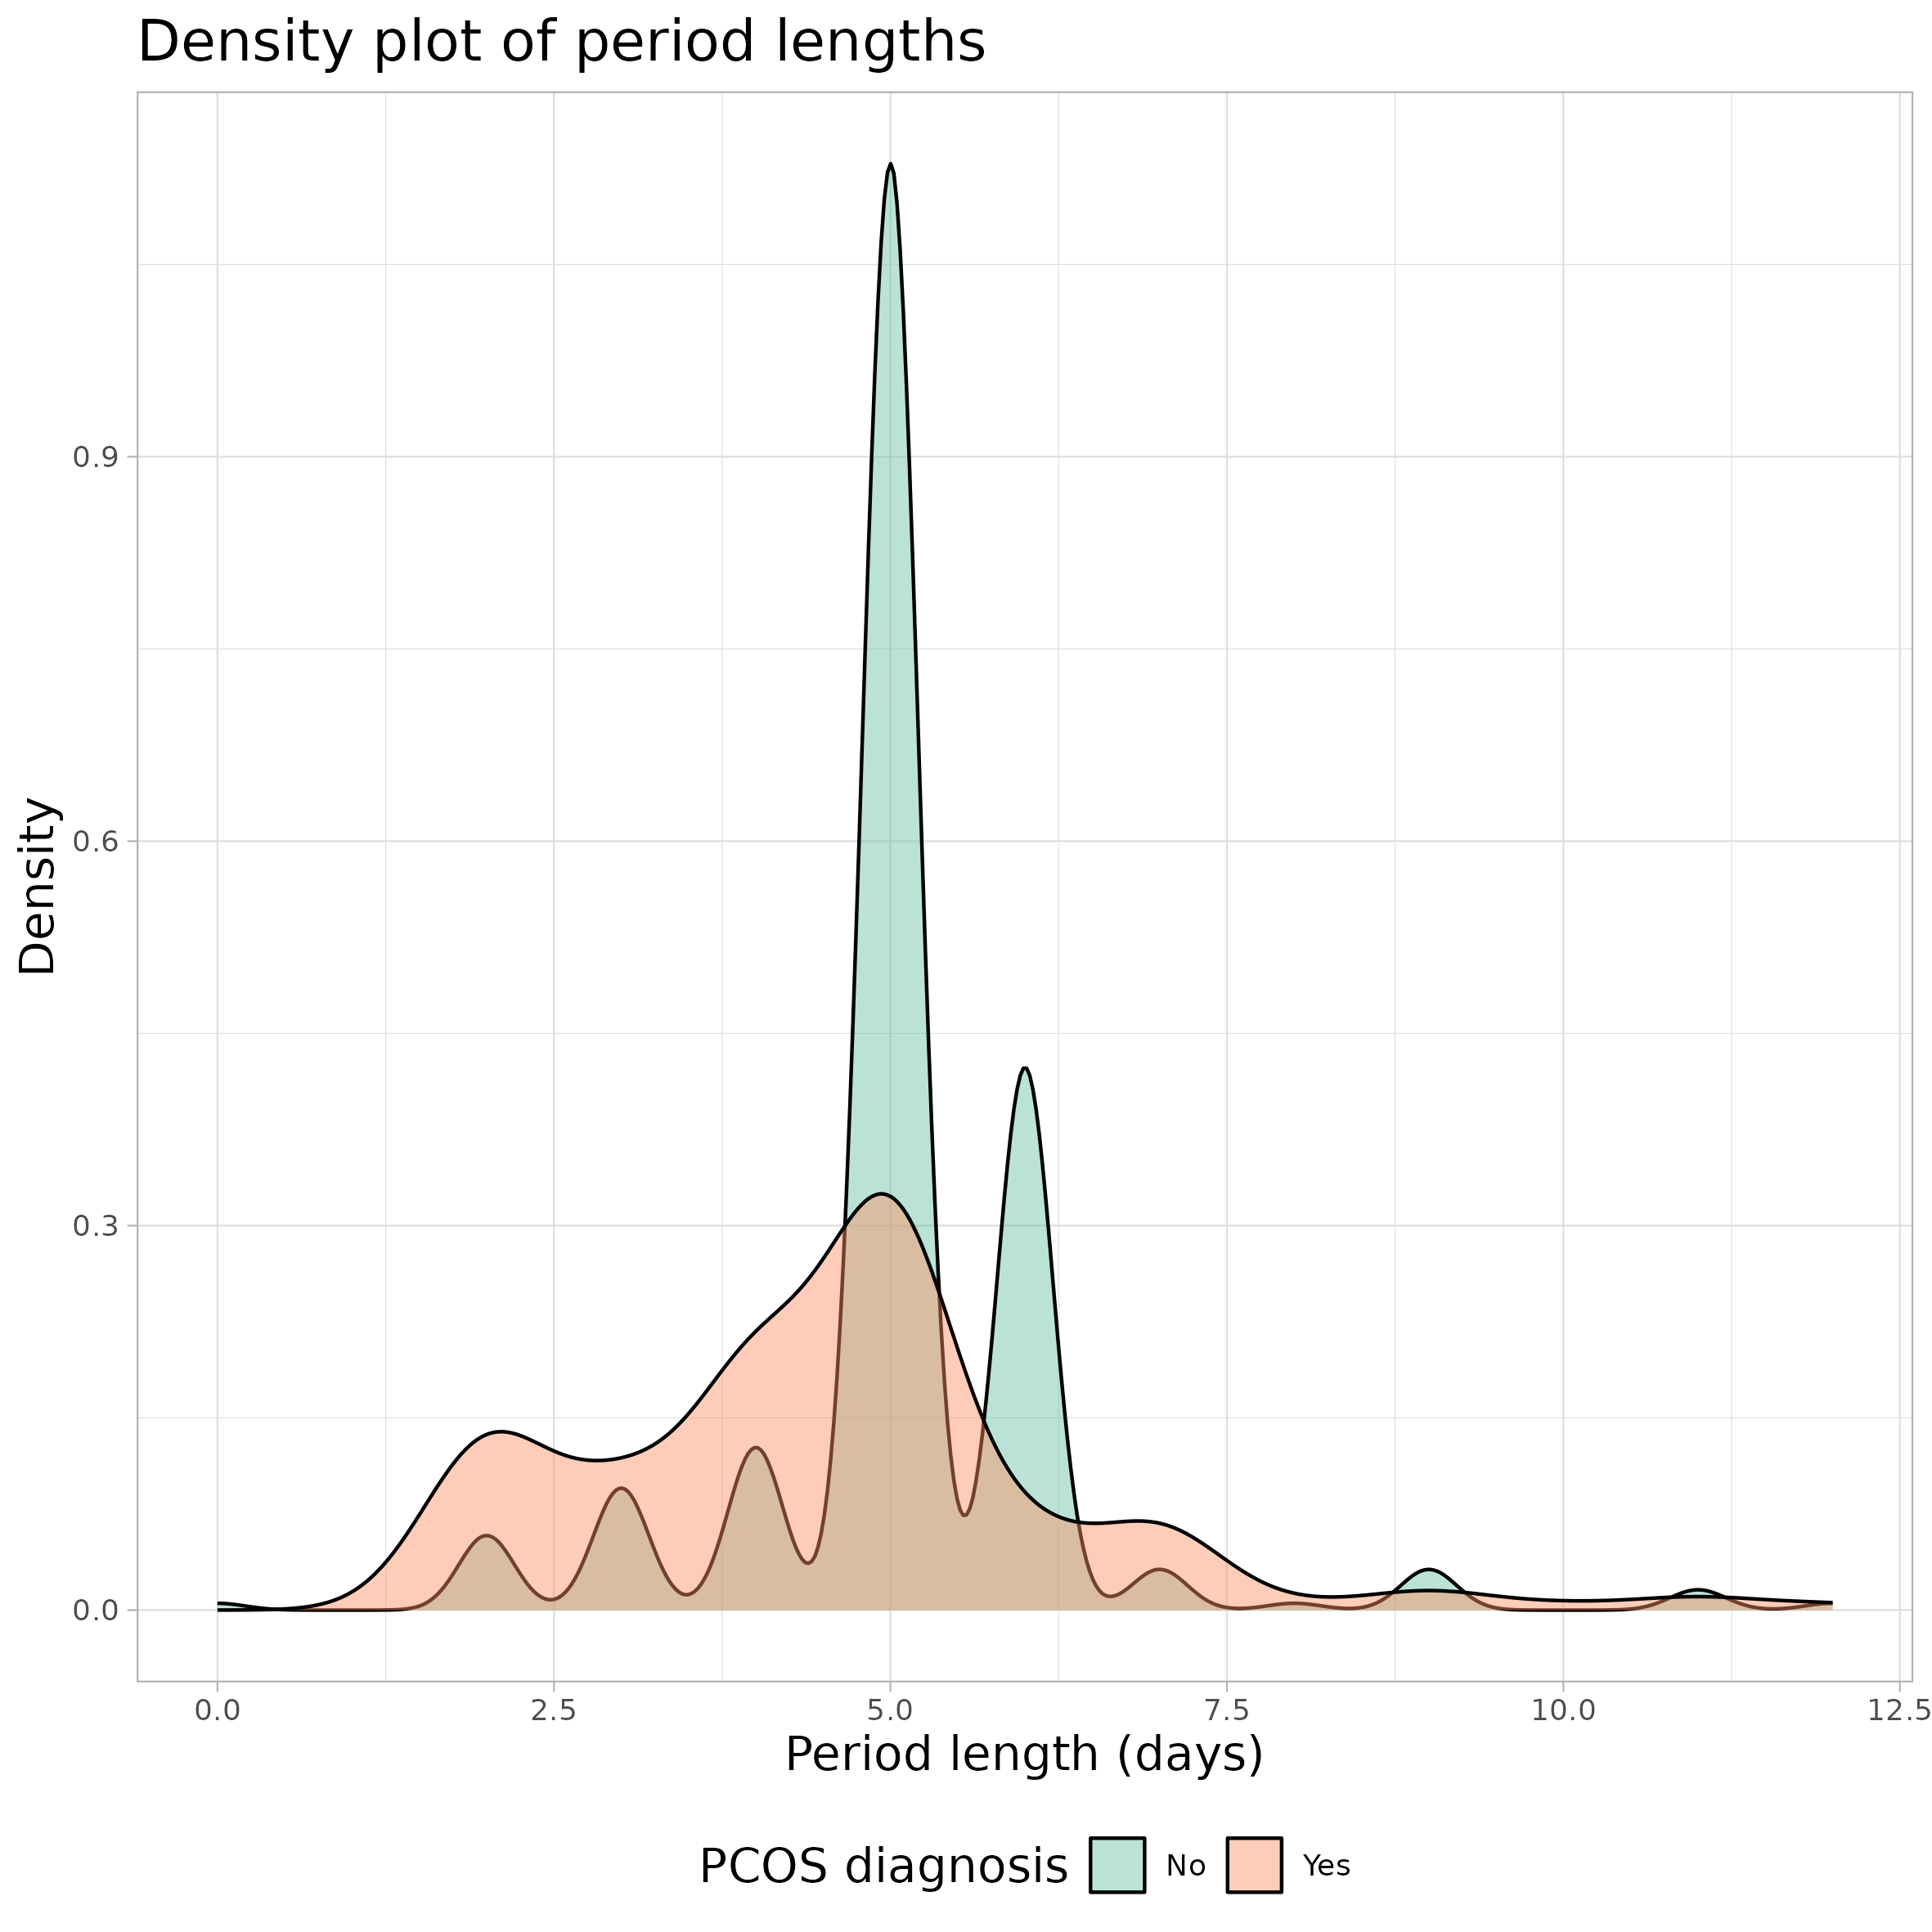 Density plot of period lengths
Density
0.9
0.6
0.3
0.0
0.0 2.5 5.0 7.5 10.0 12.5
Period length (days)
PCOS diagnosis No Yes